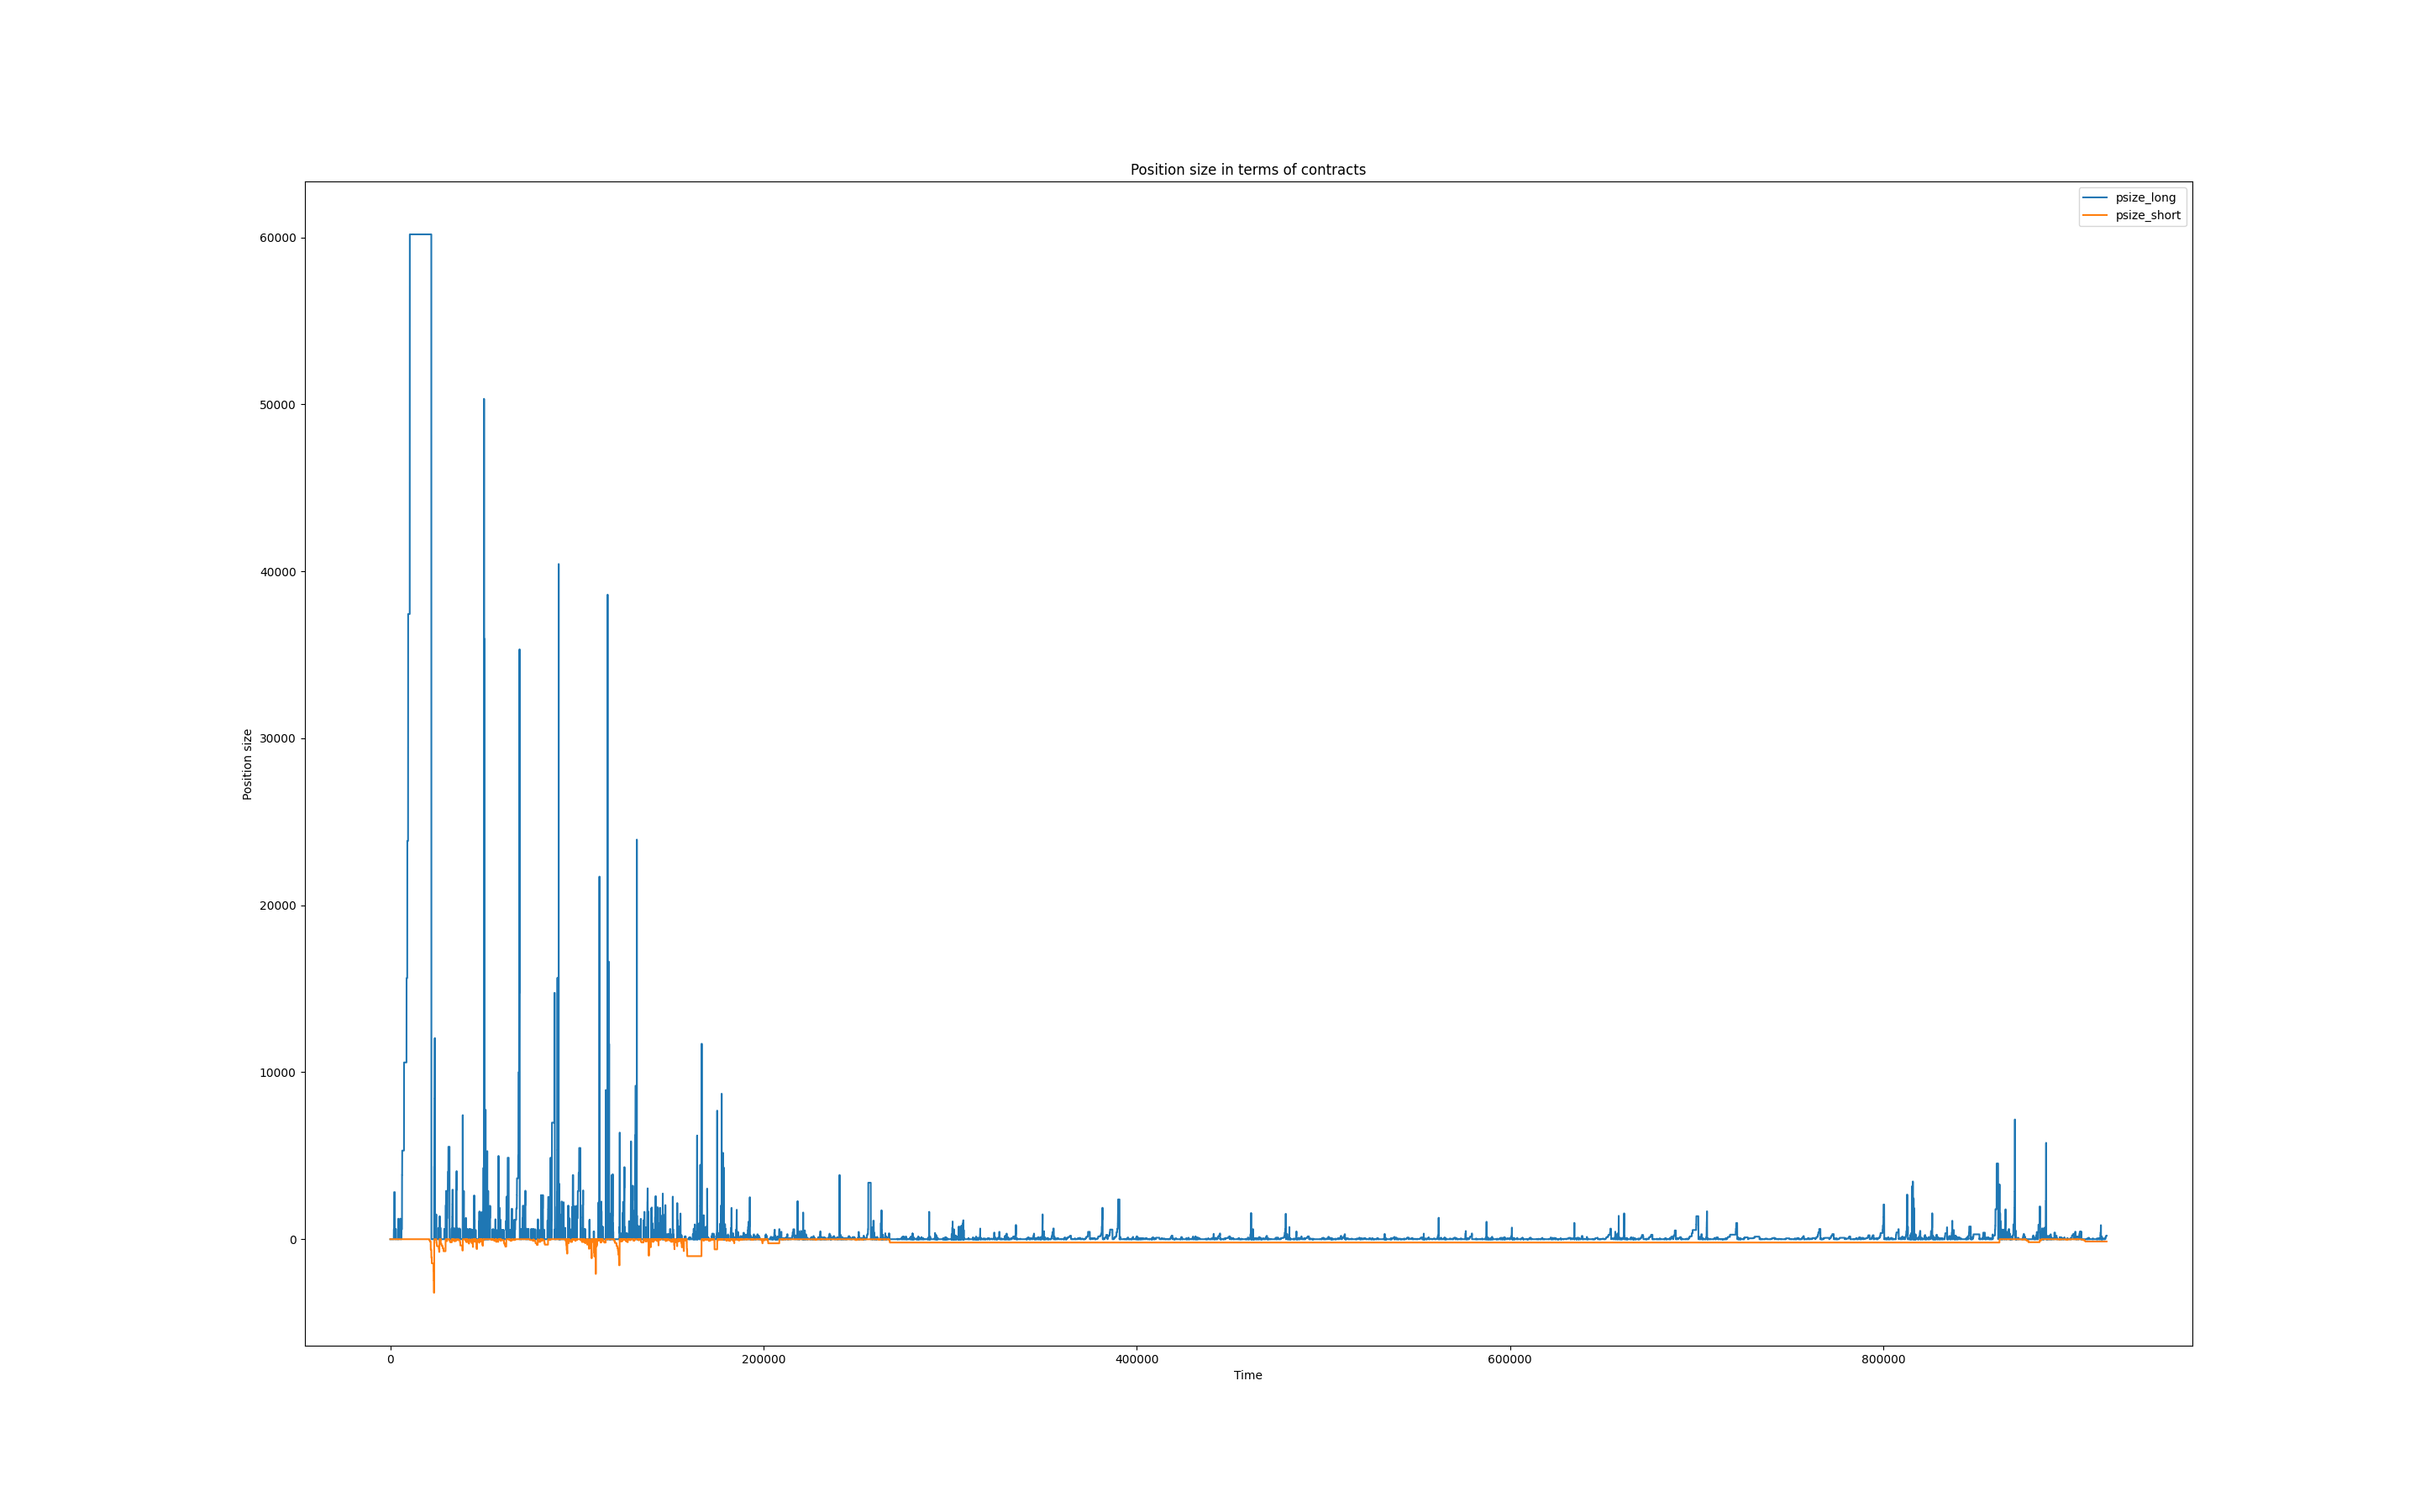 Position size in terms of contracts
psize_long
psize_short
60000
50000
40000
30000
20000
10000
0
Position size
0
200000
400000
600000
800000
Time